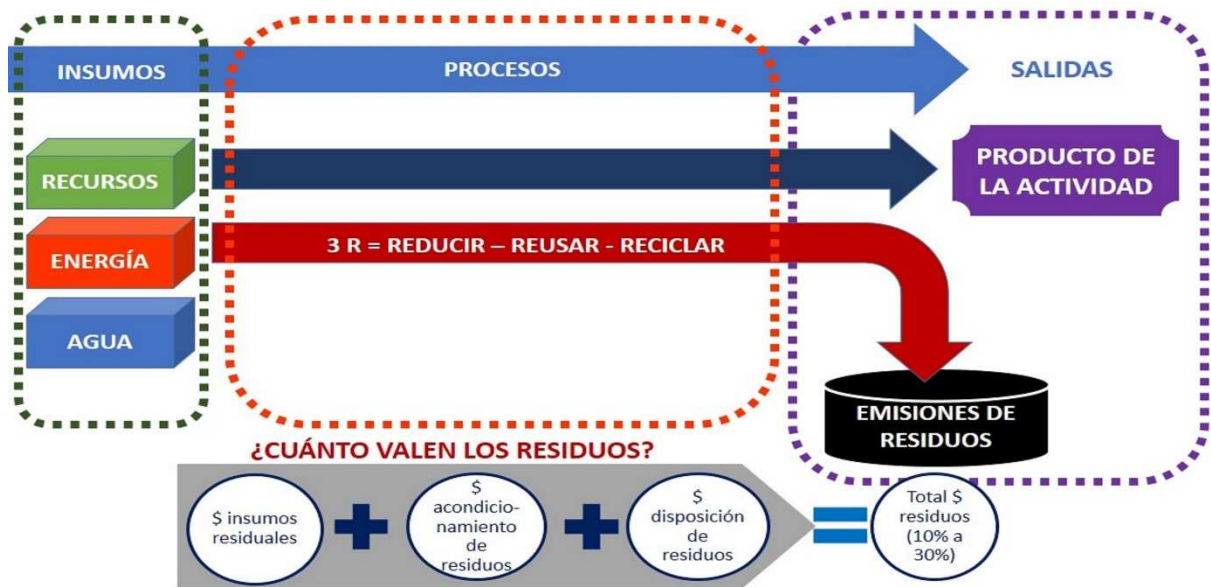 INSUMOS
PROCESOS
SALIDAS
RECURSOS
PRODUCTO DE
LA ACTIVIDAD
ENERGÍA
3 R = REDUCIR – REUSAR - RECICLAR
AGUA
EMISIONES DE
RESIDUOS
¿CUÁNTO VALEN LOS RESIDUOS?
$ insumos
residuales
$
acondicio-
namiento
de
residuos
$
disposición
de
residuos
Total $
residuos
(10% a
30%)